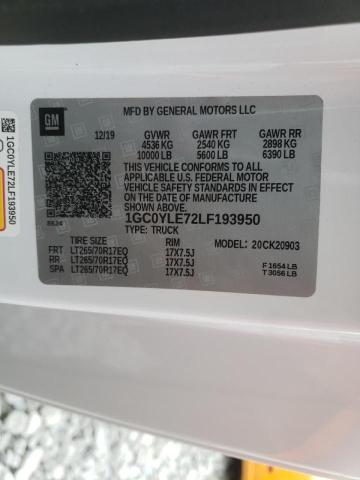 GM
MFD BY GENERAL MOTORS LLC
12/19 GVWR GAWR FRT GAWR RR
4536 KG 2540 KG 2898 KG
10000 LB 5600 LB 6390 LB
THIS VEHICLE CONFORMS TO ALL
APPLICABLE U.S. FEDERAL MOTOR
VEHICLE SAFETY STANDARDS IN EFFECT
ON THE DATE OF MANUFACTURE
SHOWN ABOVE.
1GC0YLE72LF193950
TYPE: TRUCK
TIRE SIZE RIM MODEL: 20CK20903
FRT LT265/70R17EQ 17X7.5J
RR LT265/70R17EQ 17X7.5J
SPA LT265/70R17EQ 17X7.5J
F 1654 LB
T 3056 LB
1GC0YLE72LF193950